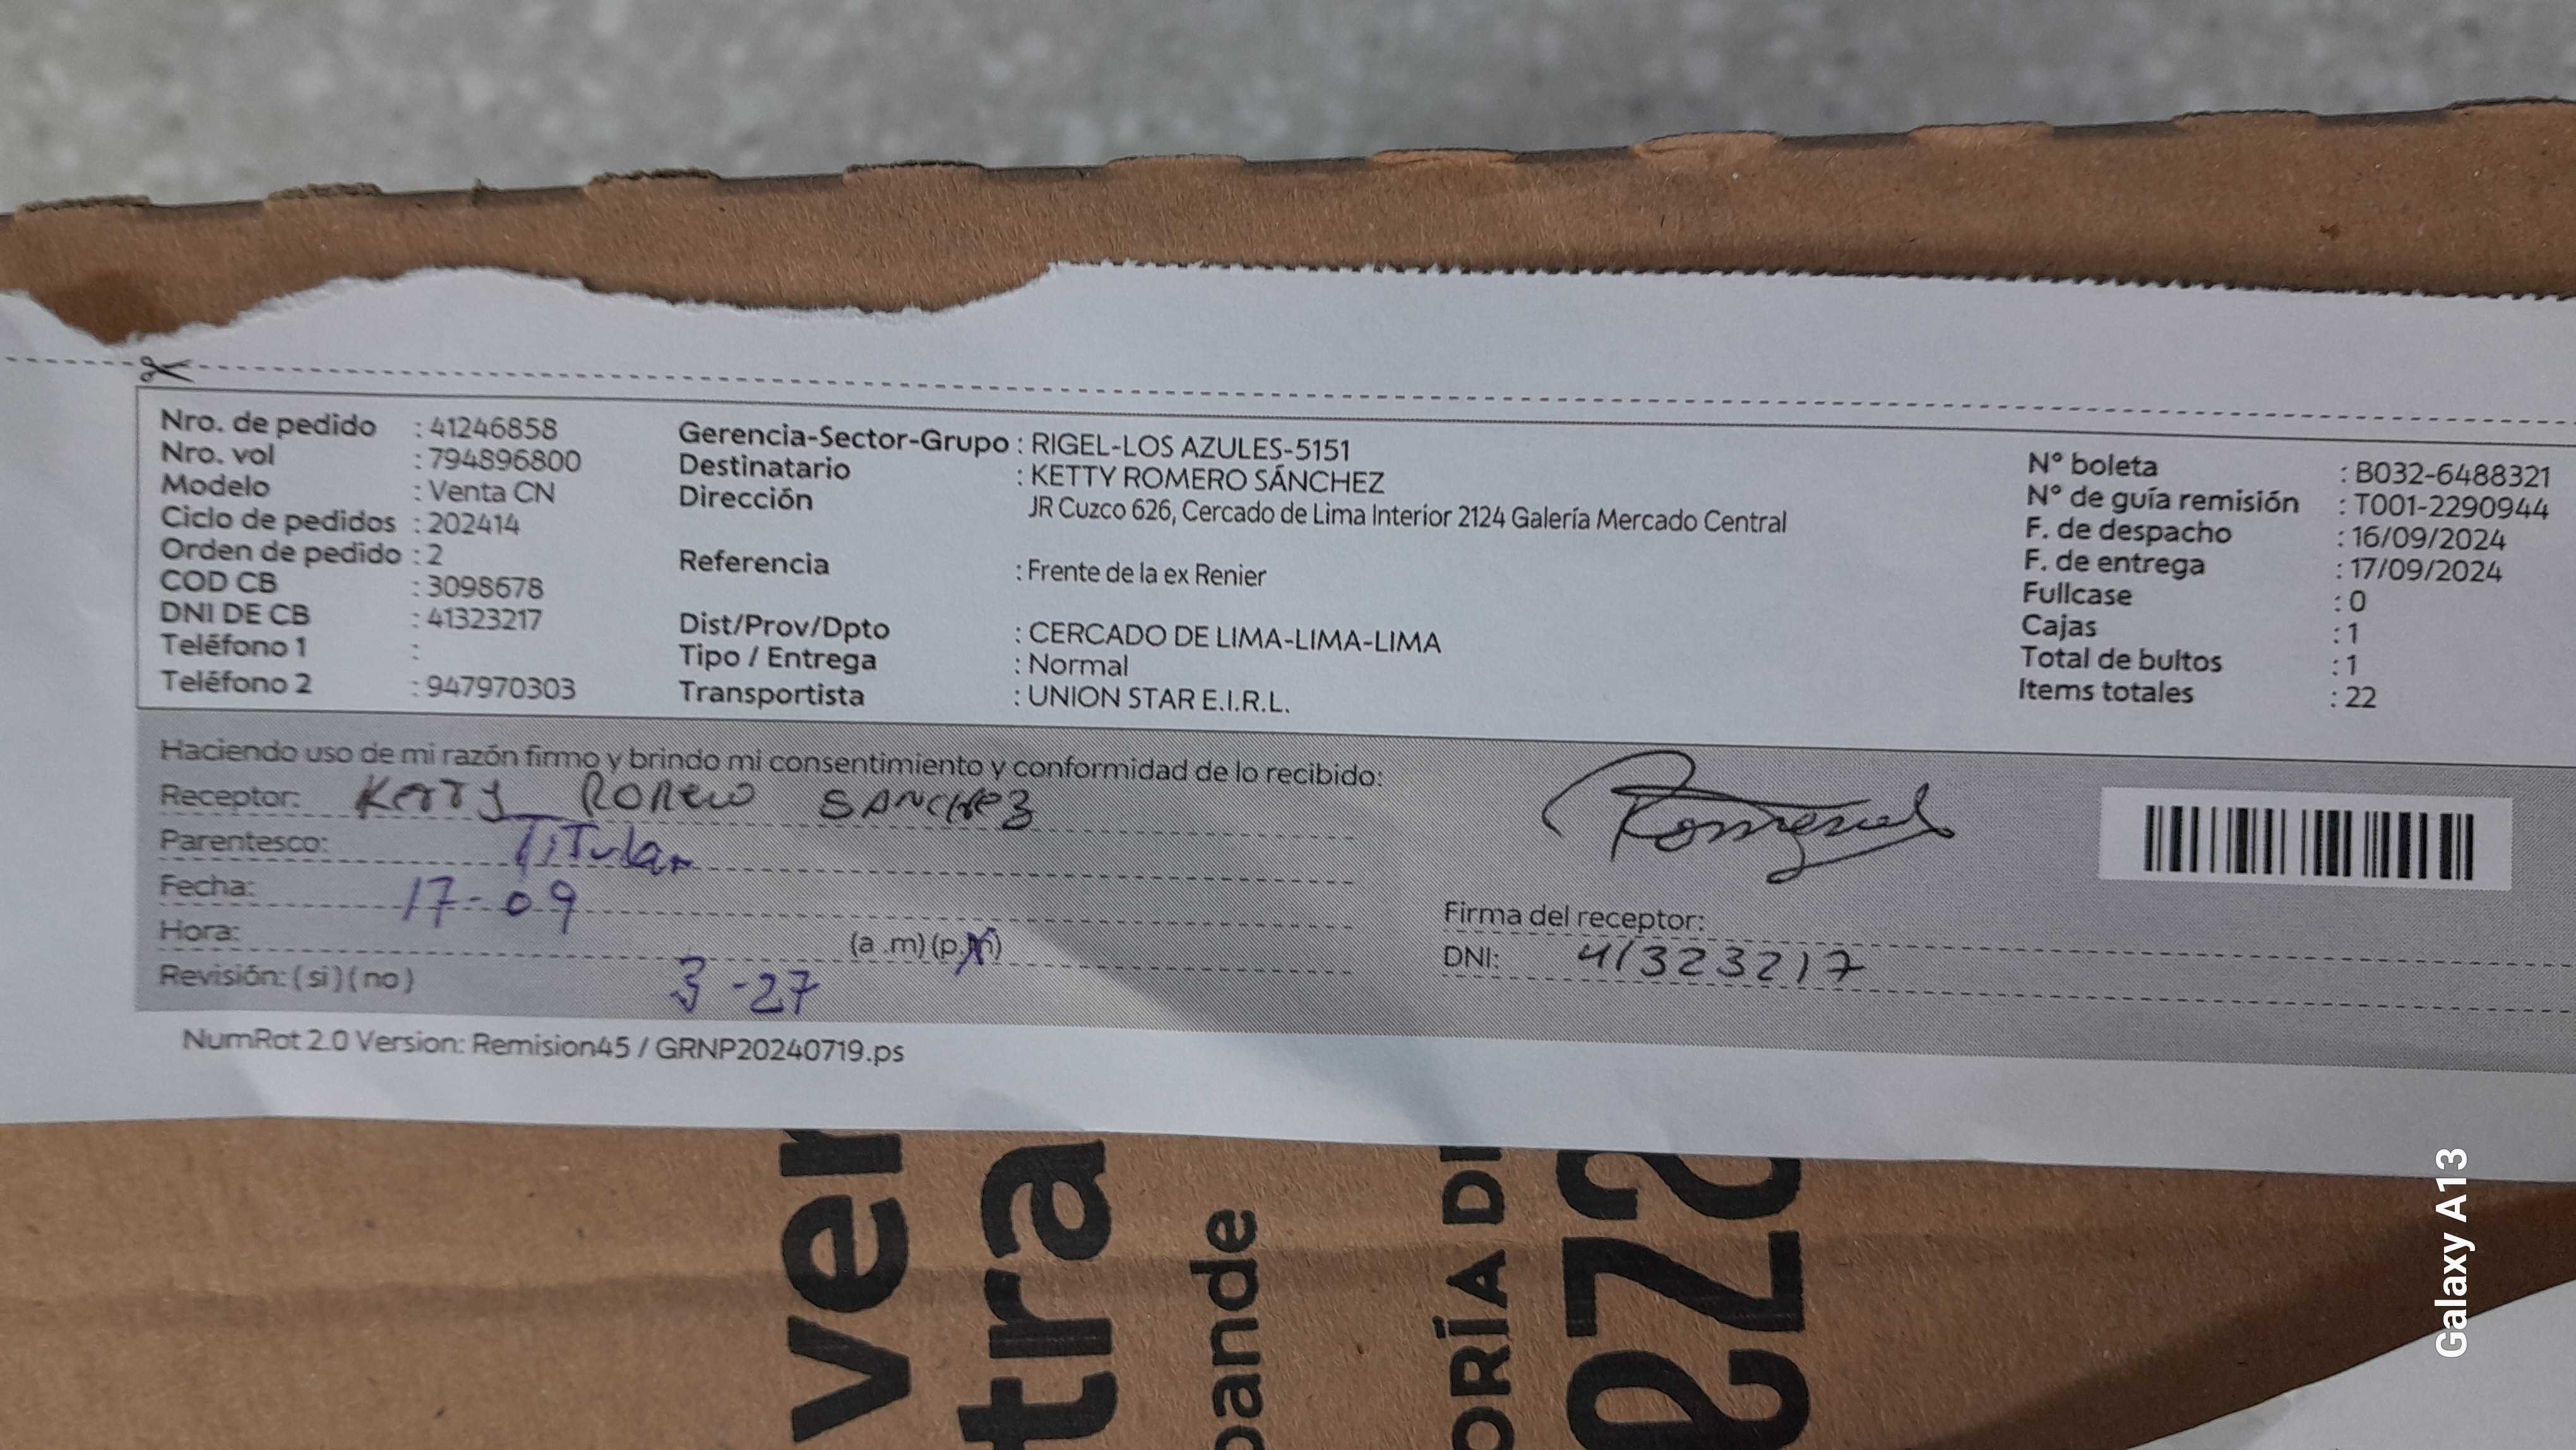 Nro. de pedido : 41246858
Nro. vol : 794896800
Modelo : Venta CN
Ciclo de pedidos : 202414
Orden de pedido : 2
COD CB : 3098678
DNI DE CB : 41323217
Teléfono 1 :
Teléfono 2 : 947970303
Gerencia-Sector-Grupo : RIGEL-LOS AZULES-5151
Destinatario : KETTY ROMERO SÁNCHEZ
Dirección JR Cuzco 626, Cercado de Lima Interior 2124 Galería Mercado Central
Referencia : Frente de la ex Renier
Dist/Prov/Dpto : CERCADO DE LIMA-LIMA-LIMA
Tipo / Entrega : Normal
Transportista : UNION STAR E.I.R.L.
N° boleta : B032-6488321
N° de guía remisión : T001-2290944
F. de despacho : 16/09/2024
F. de entrega : 17/09/2024
Fullcase : 0
Cajas : 1
Total de bultos : 1
Items totales : 22
Haciendo uso de mi razón firmo y brindo mi consentimiento y conformidad de lo recibido:
Receptor: Ketty Romero SANCHEZ
Parentesco: Titular
Fecha: 17-09
Hora: (a .m) (p.m)
Revisión: ( si ) ( no ) 3-27
Firma del receptor:
DNI: 41323217
NumRot 2.0 Version: Remision45 / GRNP20240719.ps
ver
tra
pande
ORÍA DE
Galaxy A13